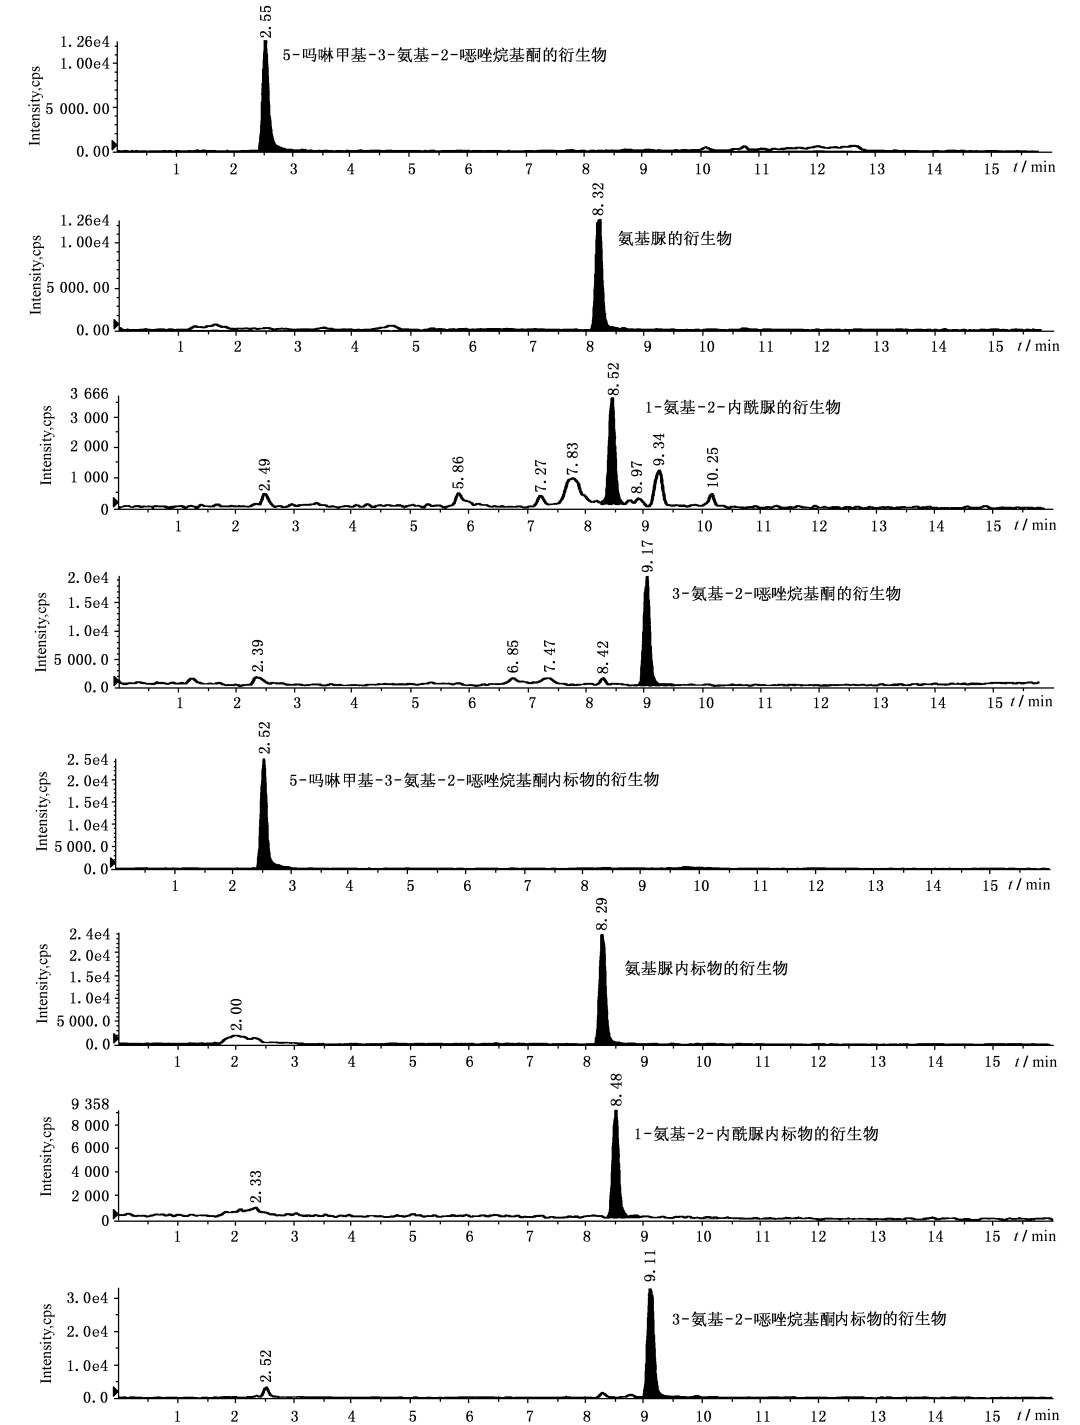 2.55
1.26e4
5-吗啉甲基-3-氨基-2-噁唑烷基酮的衍生物
1.00e4
5 000.00
0.00
Intensity,cps
1 2 3 4 5 6 7 8 9 10 11 12 13 14 15 t / min
8.32
1.26e4
氨基脲的衍生物
1.00e4
5 000.00
0.00
Intensity,cps
1 2 3 4 5 6 7 8 9 10 11 12 13 14 15 t / min
8.52
3 666
1-氨基-2-内酰脲的衍生物
3 000
2 000
1 000
0
Intensity,cps
2.49 5.86 7.27 7.83 8.97 9.34 10.25
1 2 3 4 5 6 7 8 9 10 11 12 13 14 15 t / min
9.17
2.0e4
3-氨基-2-噁唑烷基酮的衍生物
1.5e4
1.0e4
5 000.0
0.0
Intensity,cps
2.39 6.85 7.47 8.42
1 2 3 4 5 6 7 8 9 10 11 12 13 14 15 t / min
2.52
2.5e4
5-吗啉甲基-3-氨基-2-噁唑烷基酮内标物的衍生物
2.0e4
1.5e4
1.0e4
5 000.0
0.0
Intensity,cps
1 2 3 4 5 6 7 8 9 10 11 12 13 14 15 t / min
8.29
2.4e4
2.0e4
氨基脲内标物的衍生物
1.5e4
1.0e4
5 000.0
0.0
Intensity,cps
2.00
1 2 3 4 5 6 7 8 9 10 11 12 13 14 15 t / min
8.48
9 358
8 000
1-氨基-2-内酰脲内标物的衍生物
6 000
4 000
2 000
0
Intensity,cps
2.33
1 2 3 4 5 6 7 8 9 10 11 12 13 14 15 t / min
9.11
3.0e4
3-氨基-2-噁唑烷基酮内标物的衍生物
2.0e4
1.0e4
0.0
Intensity,cps
2.52
1 2 3 4 5 6 7 8 9 10 11 12 13 14 15 t / min